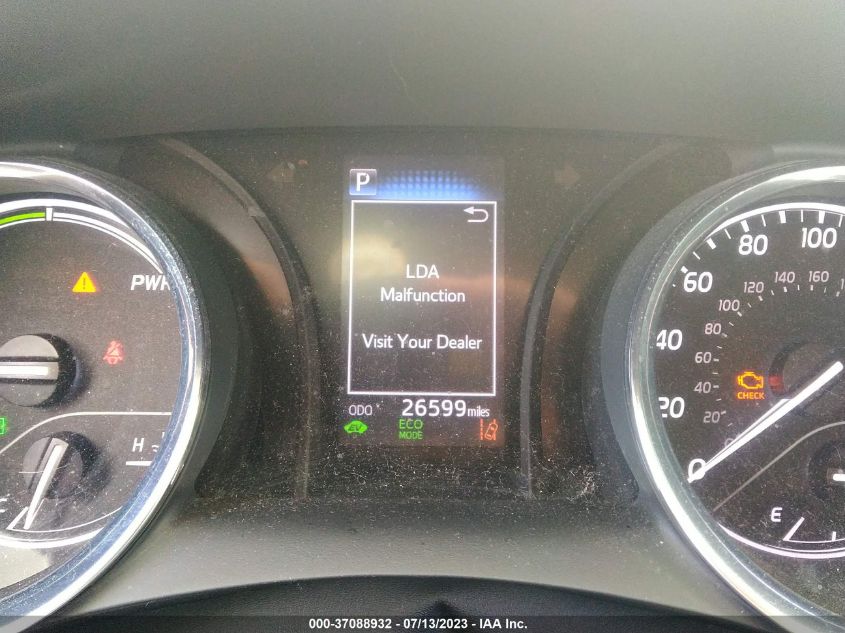 P
LDA
Malfunction
Visit Your Dealer
ODO 26599 miles
EV
ECO
MODE
PWR
H
C
0
20
40
60
80
100
20
40
60
80
100
120
140
160
CHECK
E
000-37088932 - 07/13/2023 - IAA Inc.